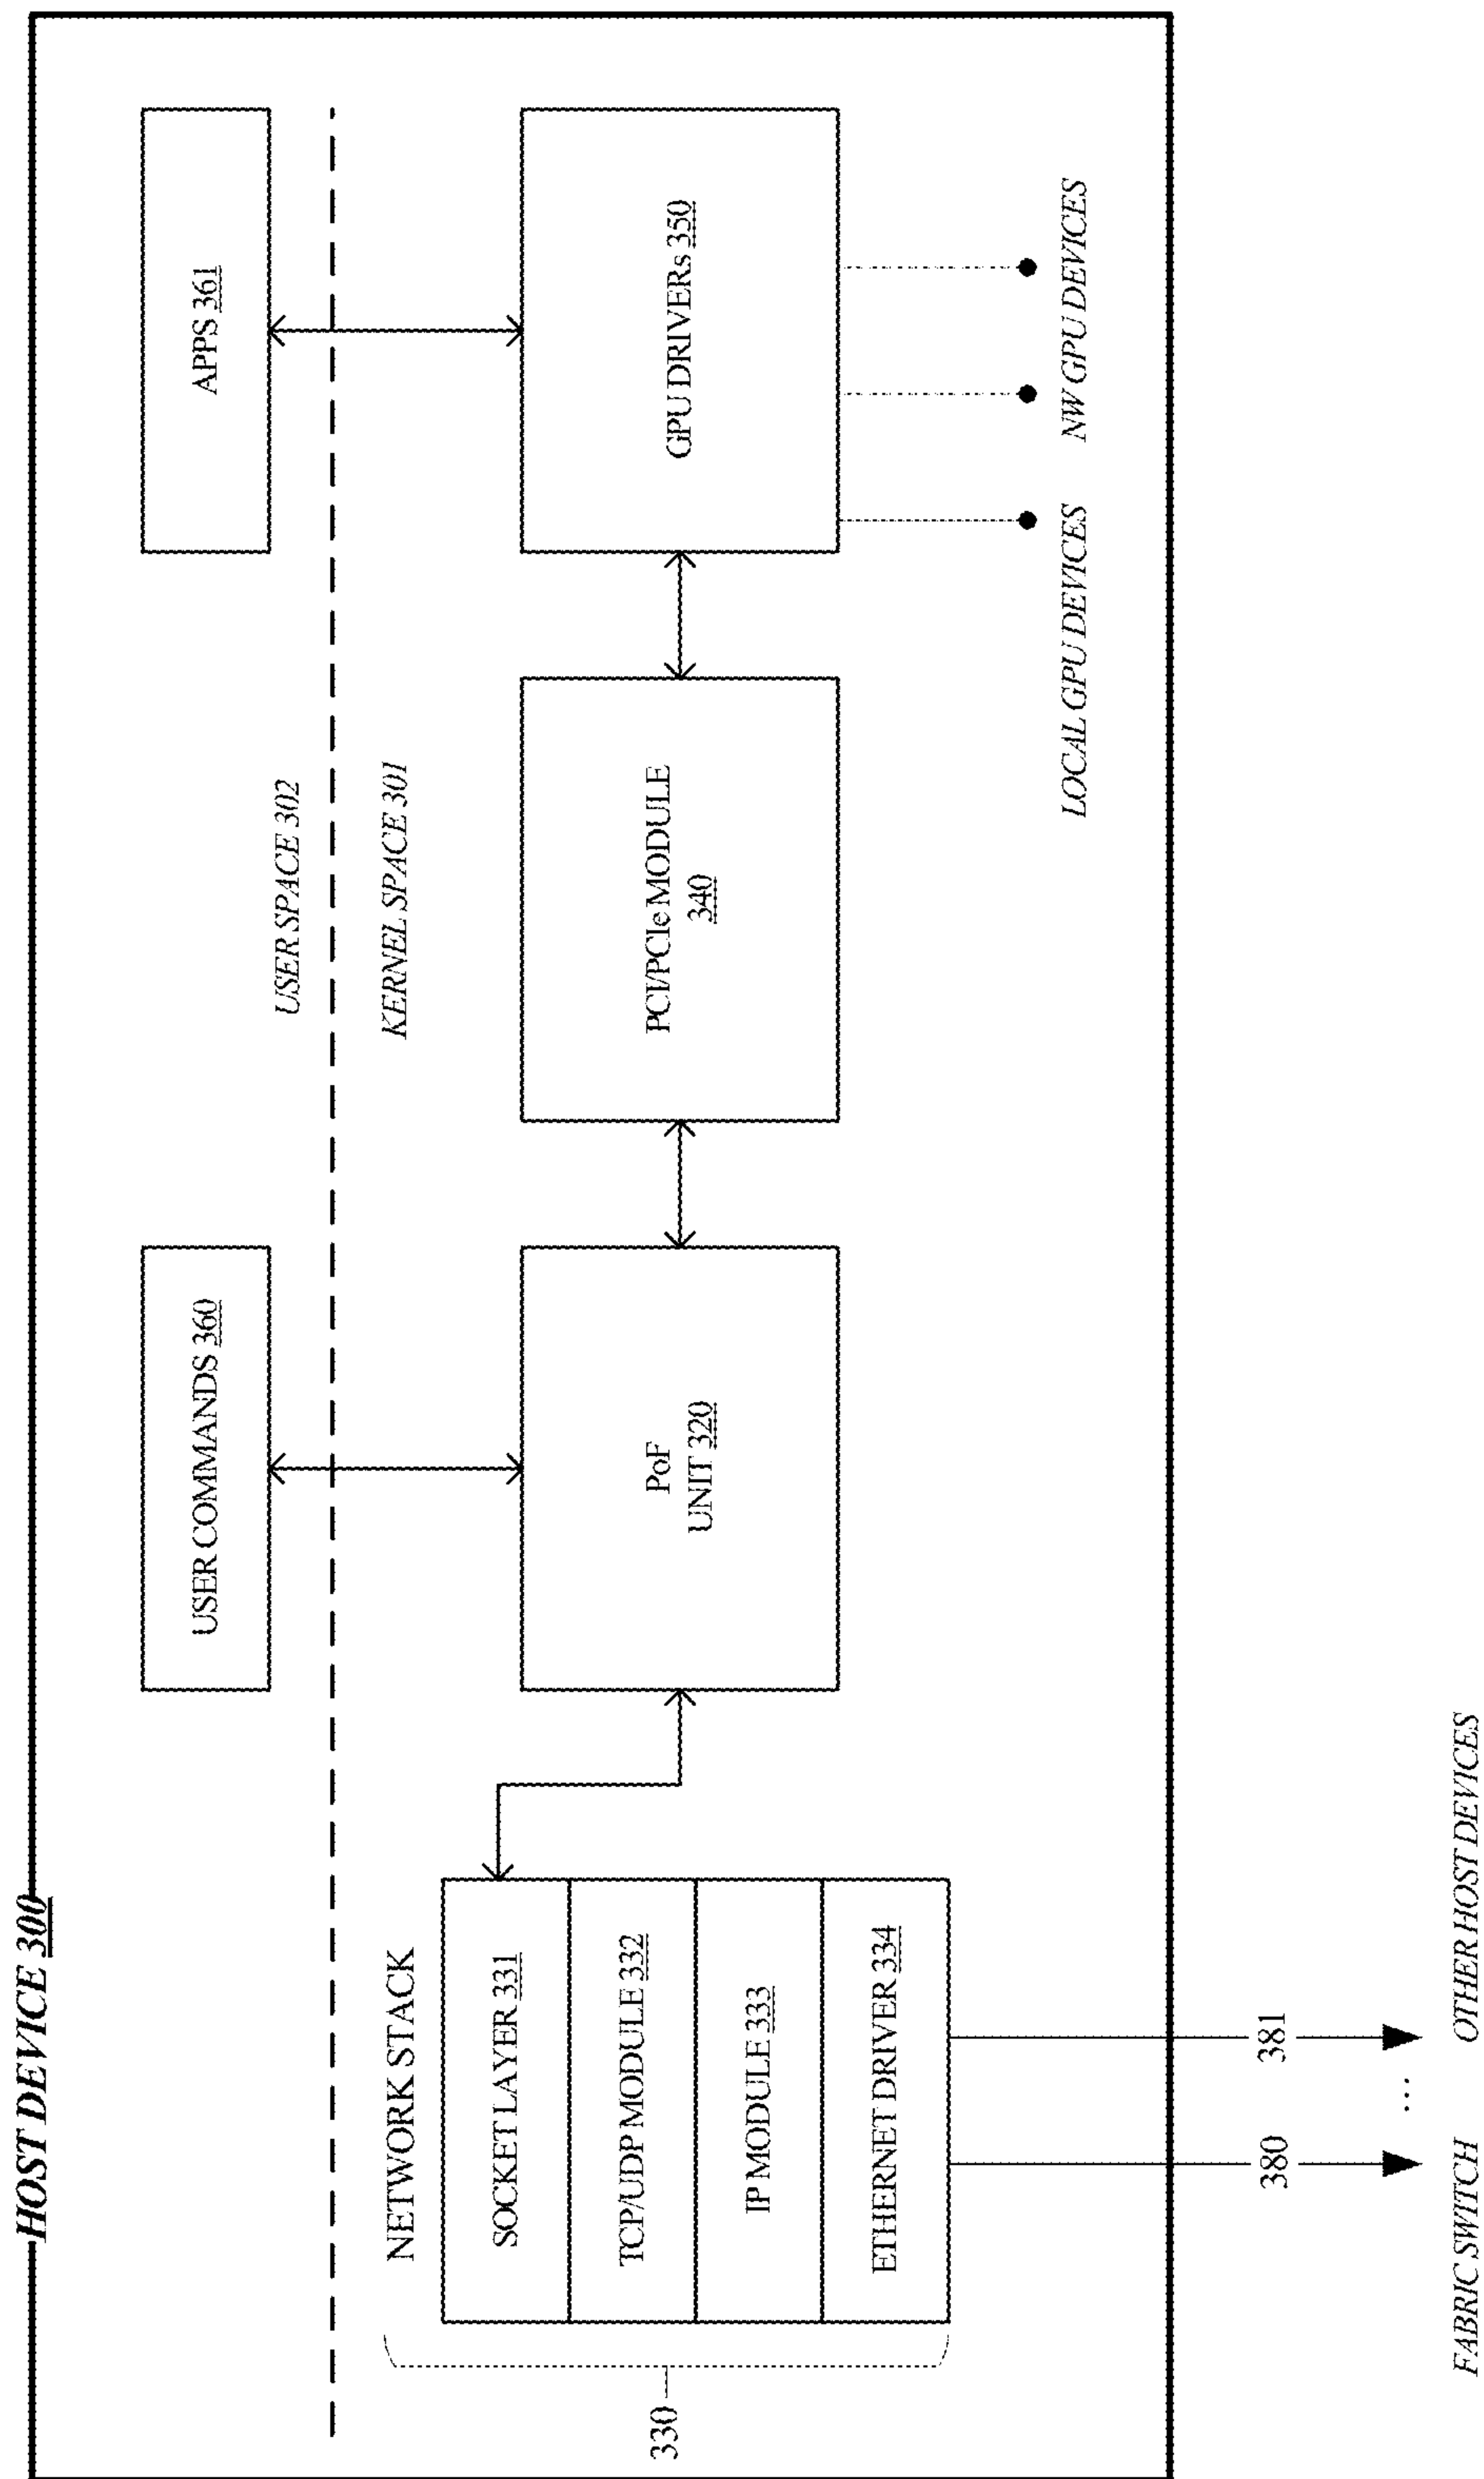 HOST DEVICE 300
USER COMMANDS 360
APPS 361
USER SPACE 302
KERNEL SPACE 301
NETWORK STACK
330
SOCKET LAYER 331
TCP/UDP MODULE 332
IP MODULE 333
ETHERNET DRIVER 334
PoF
UNIT 320
PCI/PCIe MODULE
340
GPU DRIVERs 350
LOCAL GPU DEVICES
NW GPU DEVICES
380
381
...
FABRIC SWITCH
OTHER HOST DEVICES